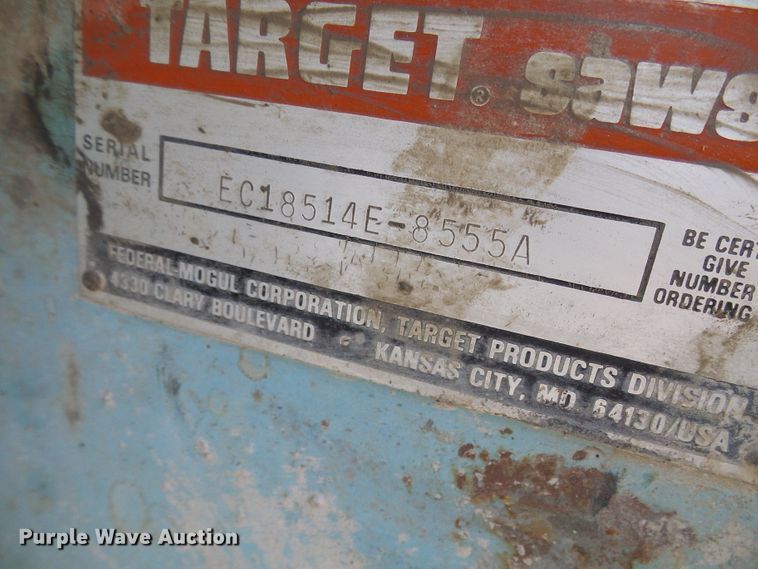 TARGET® saws
SERIAL
NUMBER
EC18514E-8555A
BE CERT
GIVE
NUMBER
ORDERING
FEDERAL-MOGUL CORPORATION, TARGET PRODUCTS DIVISION
4330 CLARY BOULEVARD • KANSAS CITY, MO. 64130/USA
Purple Wave Auction